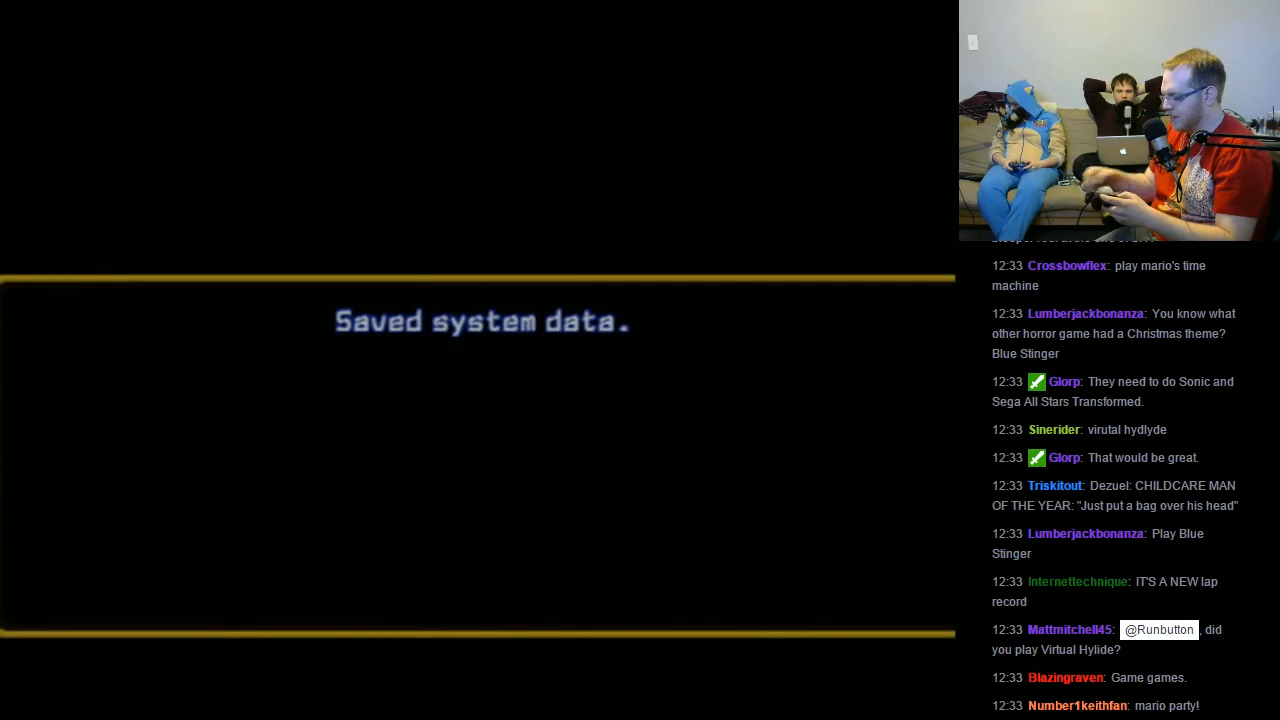 Saved system data.
12:33 Crossbowflex: play mario's time
machine
12:33 Lumberjackbonanza: You know what
other horror game had a Christmas theme?
Blue Stinger
12:33 Glorp: They need to do Sonic and
Sega All Stars Transformed.
12:33 Sinerider: virutal hydlyde
12:33 Glorp: That would be great.
12:33 Triskitout: Dezuel: CHILDCARE MAN
OF THE YEAR: "Just put a bag over his head"
12:33 Lumberjackbonanza: Play Blue
Stinger
12:33 Internettechnique: IT'S A NEW lap
record
12:33 Mattmitchell45: @Runbutton, did
you play Virtual Hylide?
12:33 Blazingraven: Game games.
12:33 Number1keithfan: mario party!